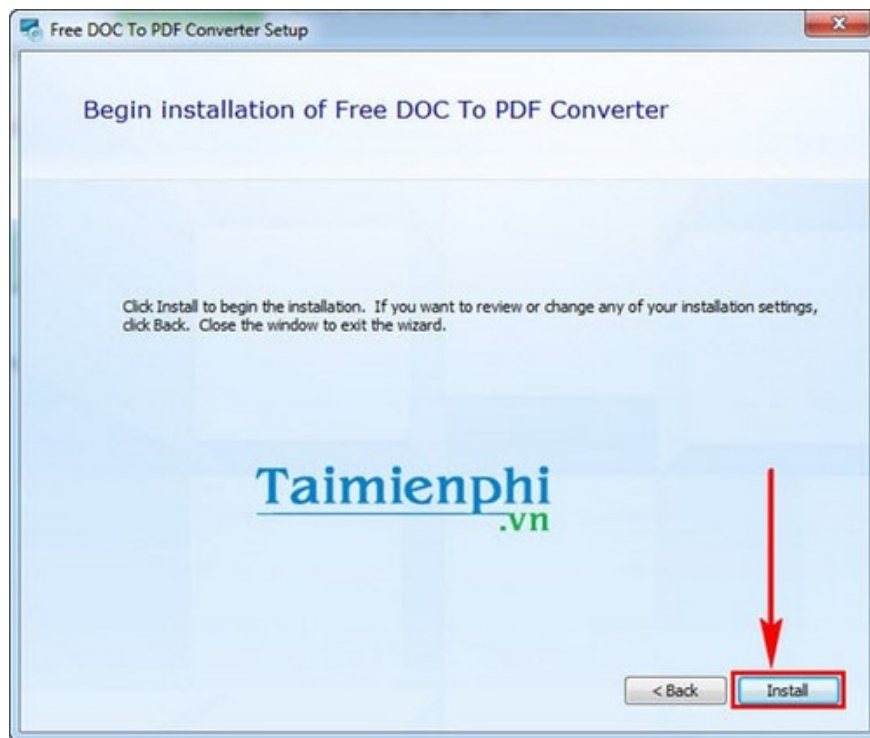 Free DOC To PDF Converter Setup
Begin installation of Free DOC To PDF Converter
Click Install to begin the installation. If you want to review or change any of your installation settings,
click Back. Close the window to exit the wizard.
Taimienphi
.vn
< Back
Install